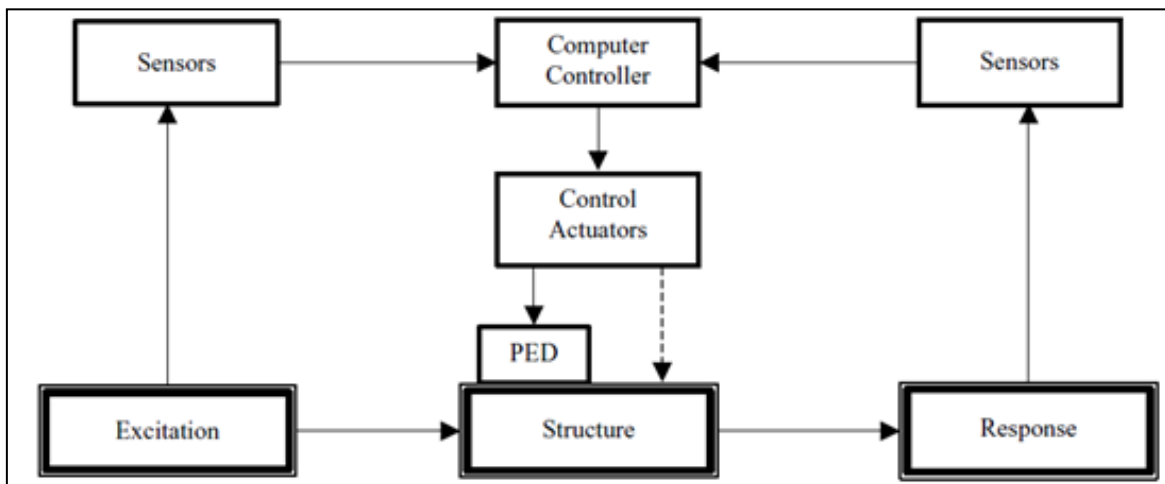 Sensors
Computer
Controller
Sensors
Control
Actuators
PED
Excitation
Structure
Response